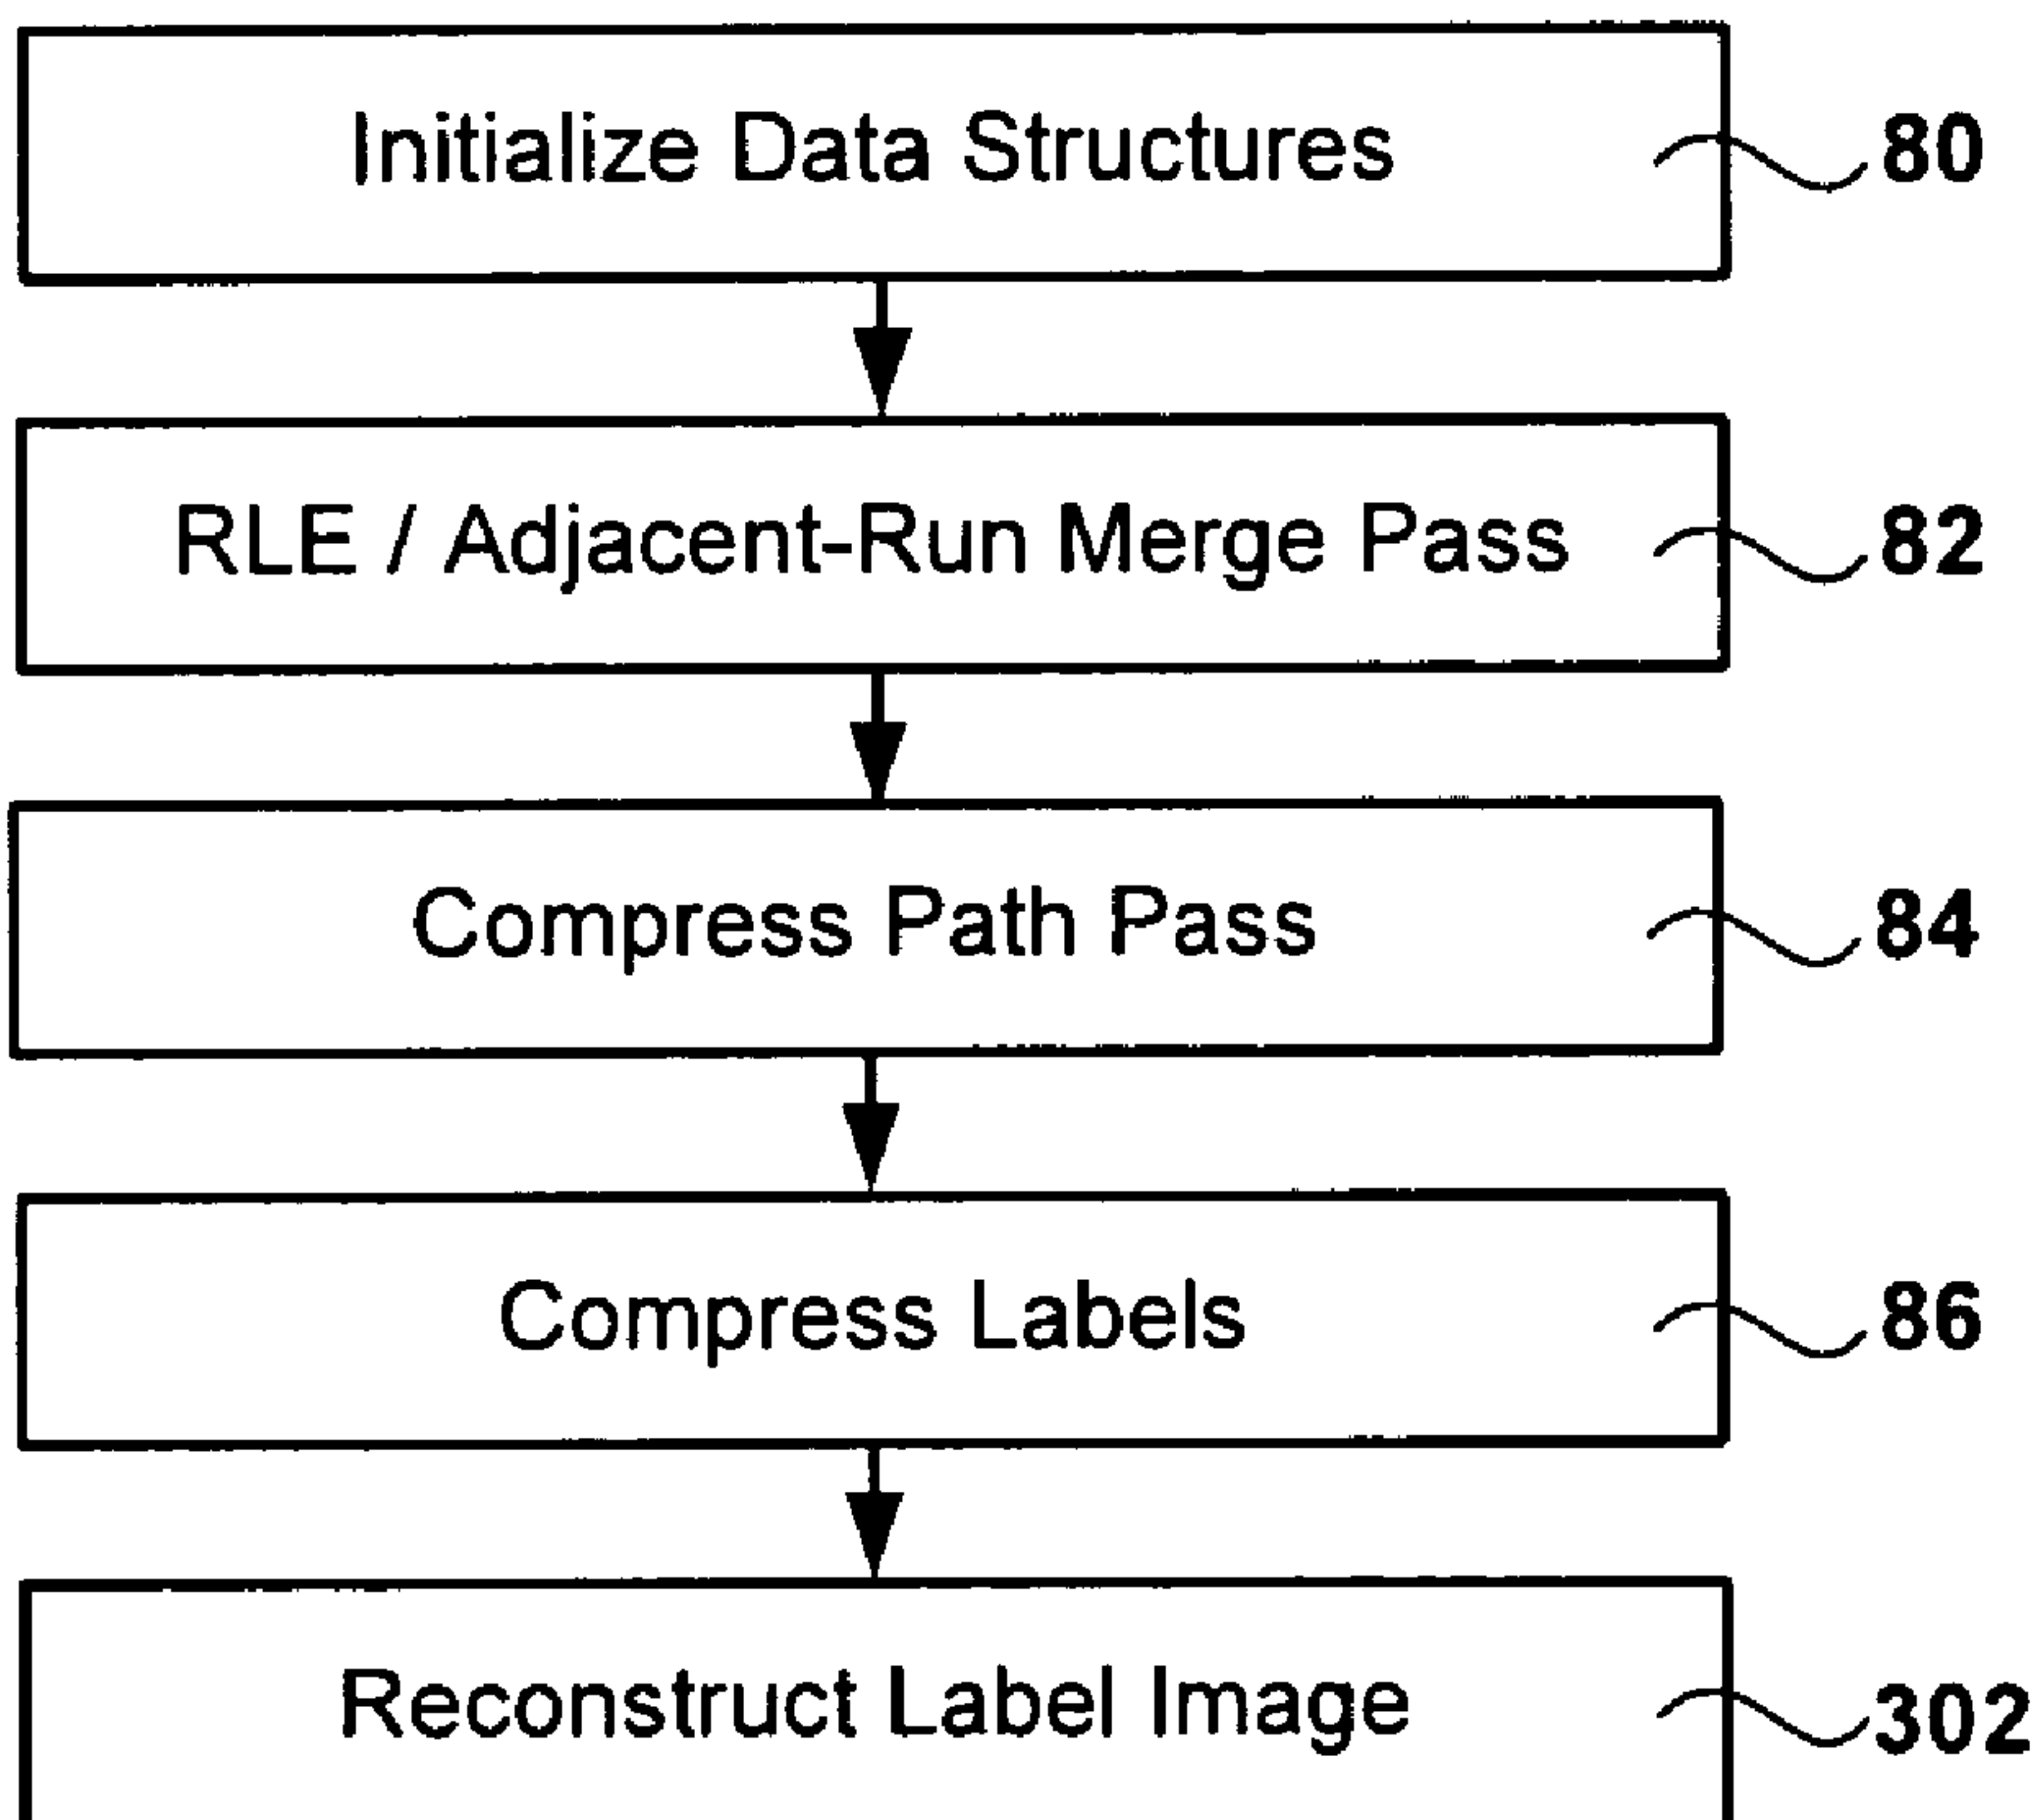 Initialize Data Structures 80
RLE / Adjacent-Run Merge Pass 82
Compress Path Pass 84
Compress Labels 86
Reconstruct Label Image 302